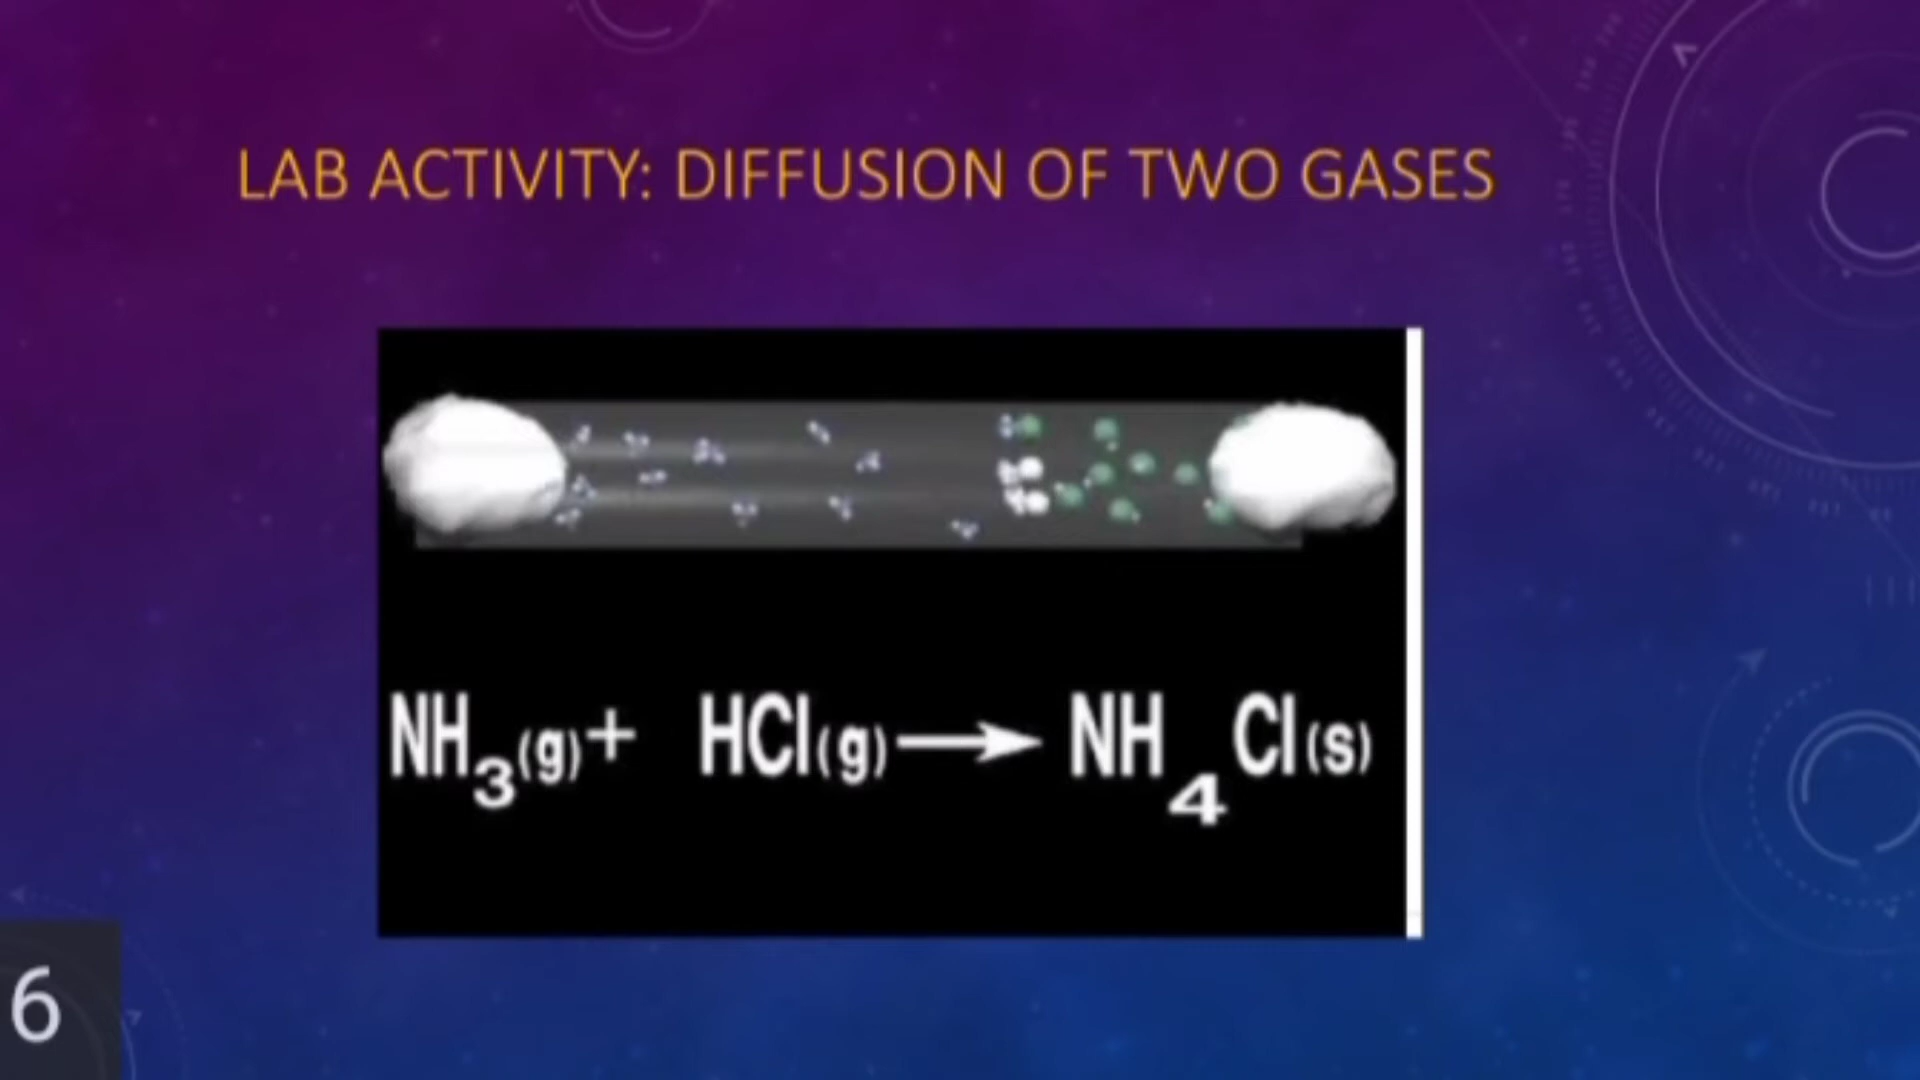 LAB ACTIVITY: DIFFUSION OF TWO GASES
NH3(g)+ HCl(g)→ NH4Cl(s)
6